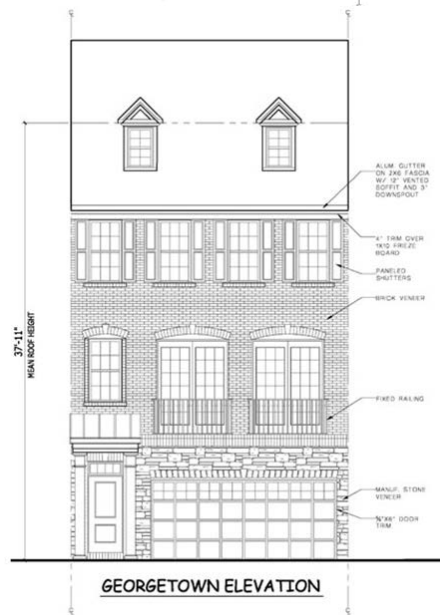 ALUM. GUTTER
ON 2X6 FASCIA
W/ 12" VENTED
SOFFIT AND 3"
DOWNSPOUT
4" TRIM OVER
1X10 FRIEZE
BOARD
PANELED
SHUTTERS
BRICK VENEER
37'-11"
MEAN ROOF HEIGHT
FIXED RAILING
MANUF. STONE
VENEER
DOOR
TRIM
GEORGETOWN ELEVATION